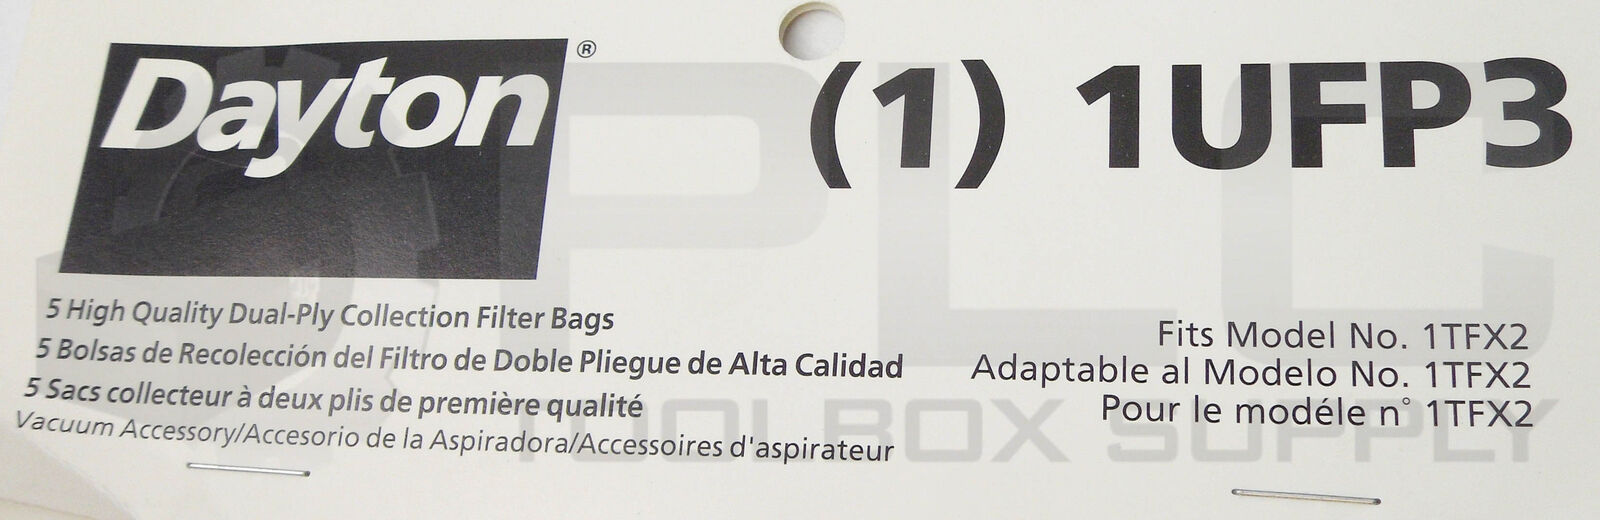 Dayton®
(1) 1UFP3
5 High Quality Dual-Ply Collection Filter Bags
5 Bolsas de Recolección del Filtro de Doble Pliegue de Alta Calidad
5 Sacs collecteur à deux plis de première qualité
Vacuum Accessory/Accesorio de la Aspiradora/Accessoires d'aspirateur
Fits Model No. 1TFX2
Adaptable al Modelo No. 1TFX2
Pour le modéle n° 1TFX2
PLC
TOOLBOX SUPPLY